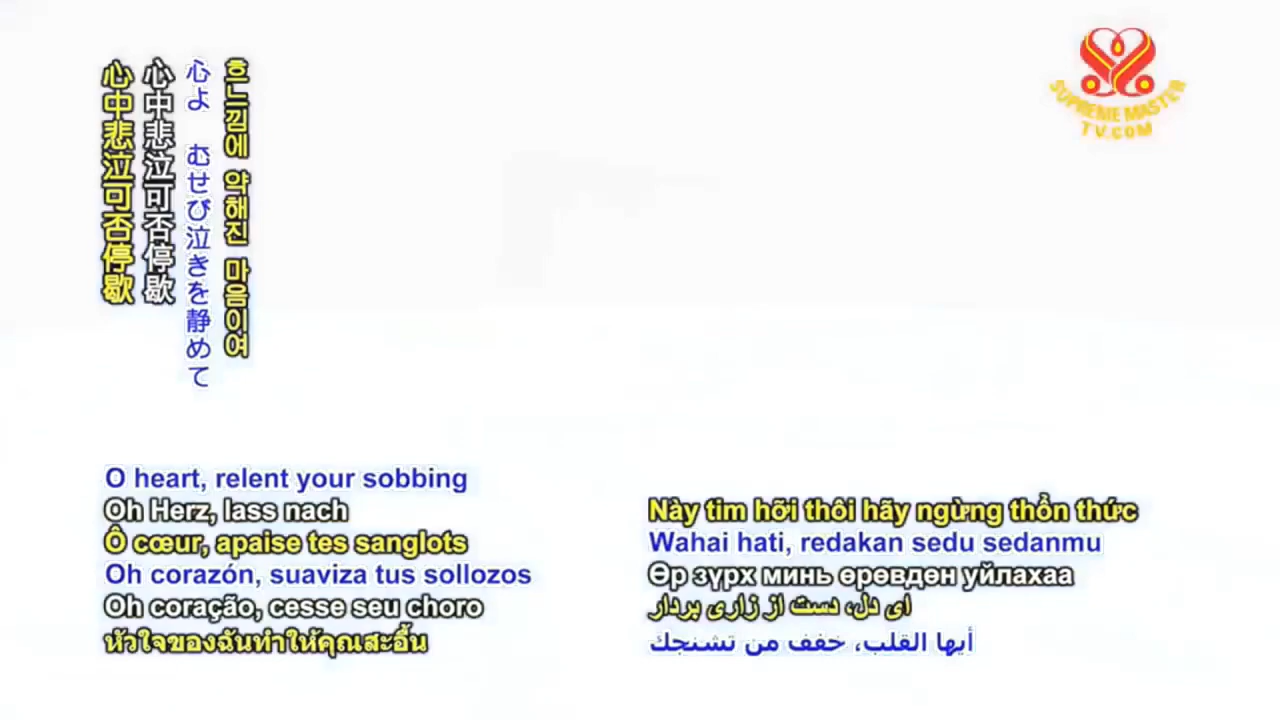 心中悲泣可否停歇
心中悲泣可否停歇
心よ むせび泣きを静めて
흐느낌에 약해진 마음이여
SUPREME MASTER
TV.COM
O heart, relent your sobbing
Oh Herz, lass nach
Ô cœur, apaise tes sanglots
Oh corazón, suaviza tus sollozos
Oh coração, cesse seu choro
หัวใจของฉันทำให้คุณสะอื้น
Này tim hỡi thôi hãy ngừng thổn thức
Wahai hati, redakan sedu sedanmu
Өр зүрх минь өрөвдөн уйлахаа
ای دل، دست از زاری بردار
أيها القلب، خفف من تشنجك